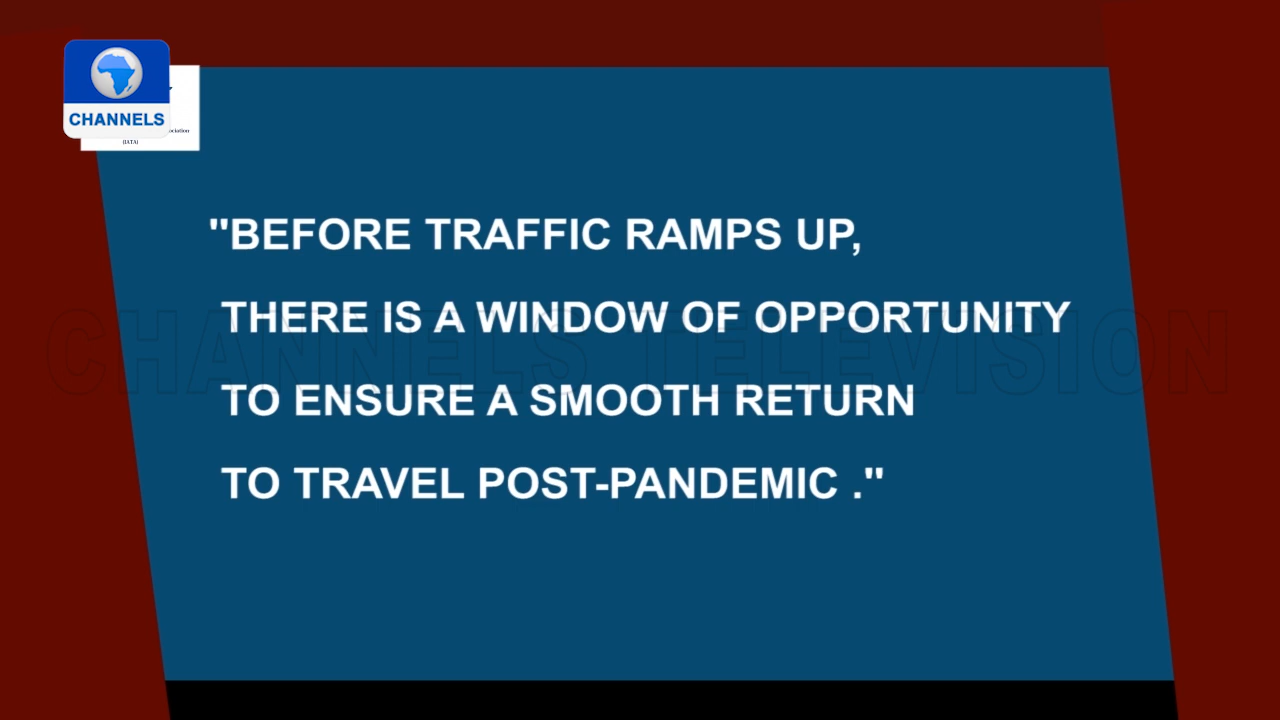 CHANNELS
ociation
(IATA)
"BEFORE TRAFFIC RAMPS UP,
THERE IS A WINDOW OF OPPORTUNITY
TO ENSURE A SMOOTH RETURN
TO TRAVEL POST-PANDEMIC ."
CHANNELS TELEVISION